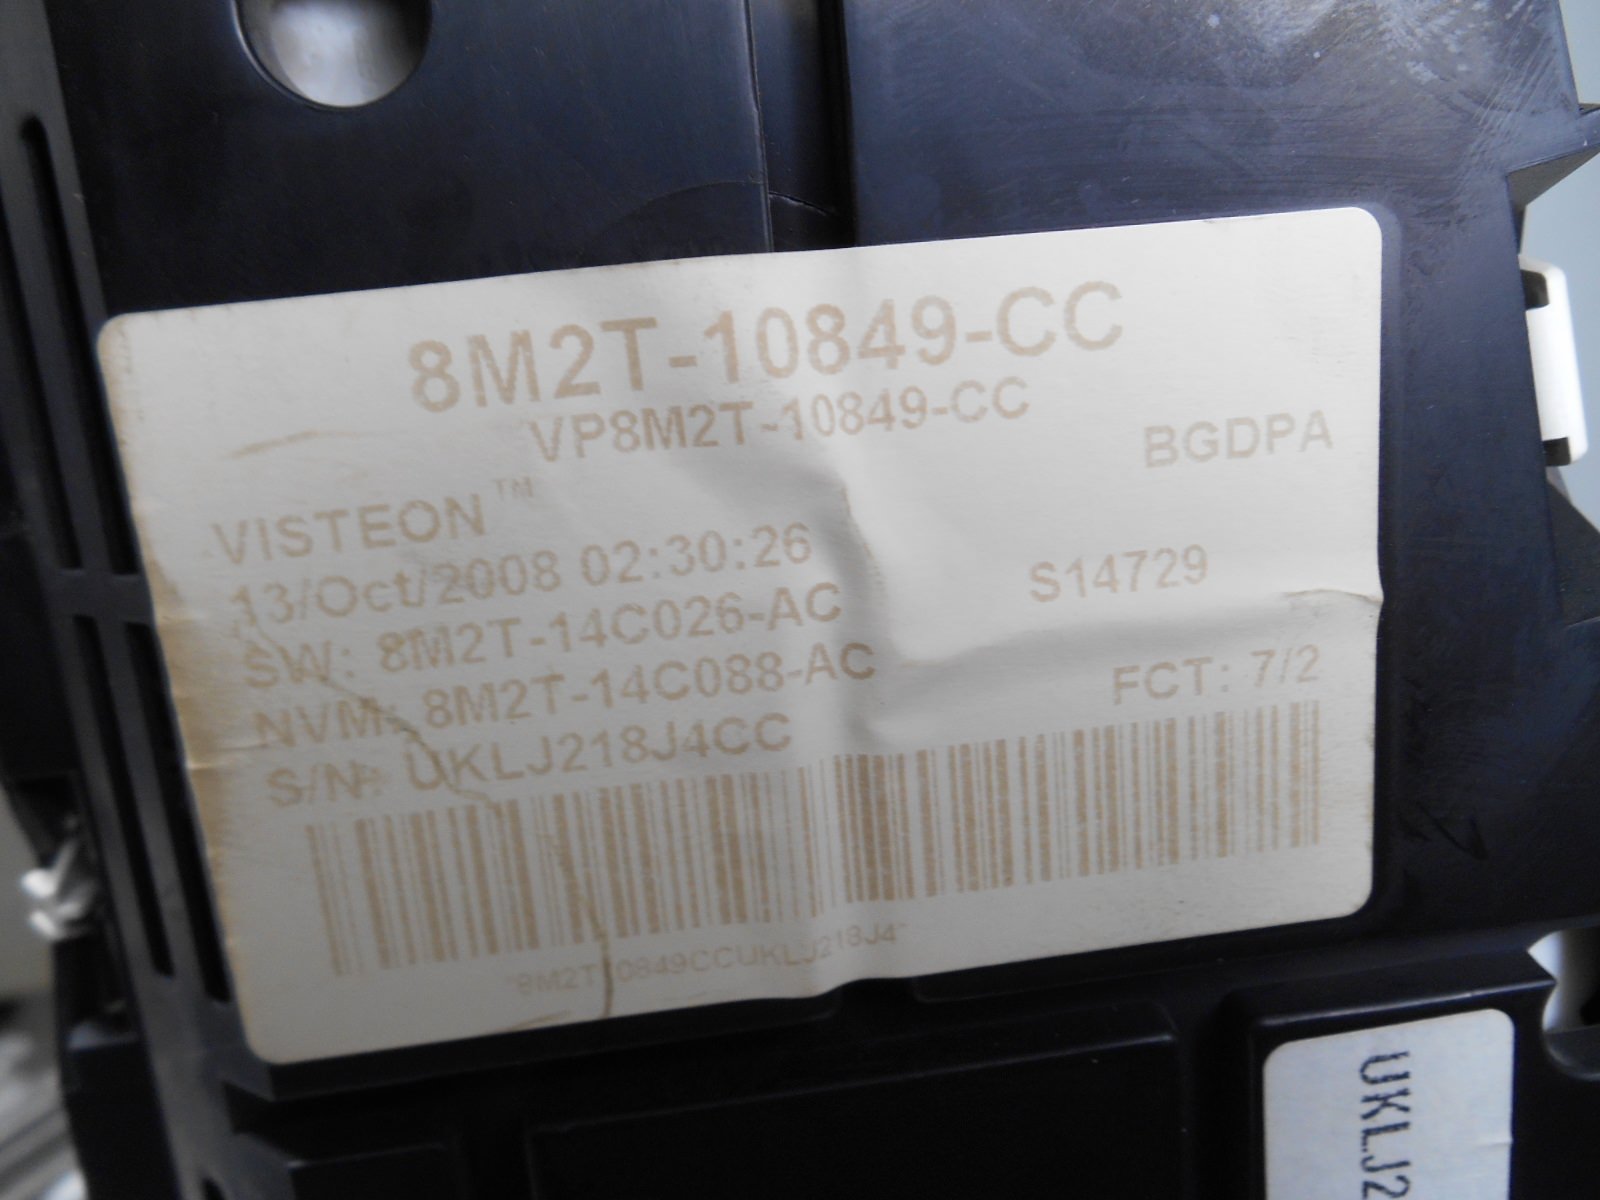 8M2T-10849-CC
VP8M2T-10849-CC
BGDPA
VISTEON™
13/Oct/2008 02:30:26
S14729
SW: 8M2T-14C026-AC
NVM: 8M2T-14C088-AC
FCT: 7/2
S/N: UKLJ218J4CC
*8M2T10849CCUKLJ218J4*
UKLJ2